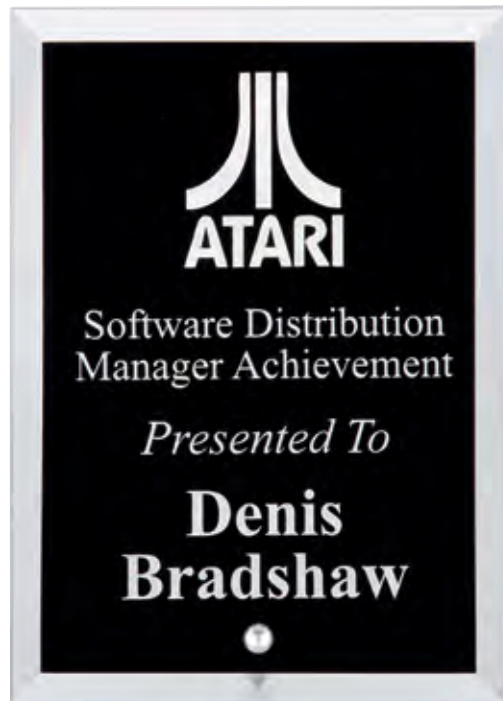 ATARI
Software Distribution
Manager Achievement
Presented To
Denis
Bradshaw